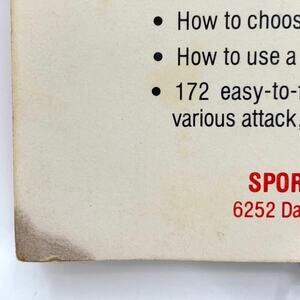 • How to choos
• How to use a
• 172 easy-to-f
various attack,
SPOR
6252 Da